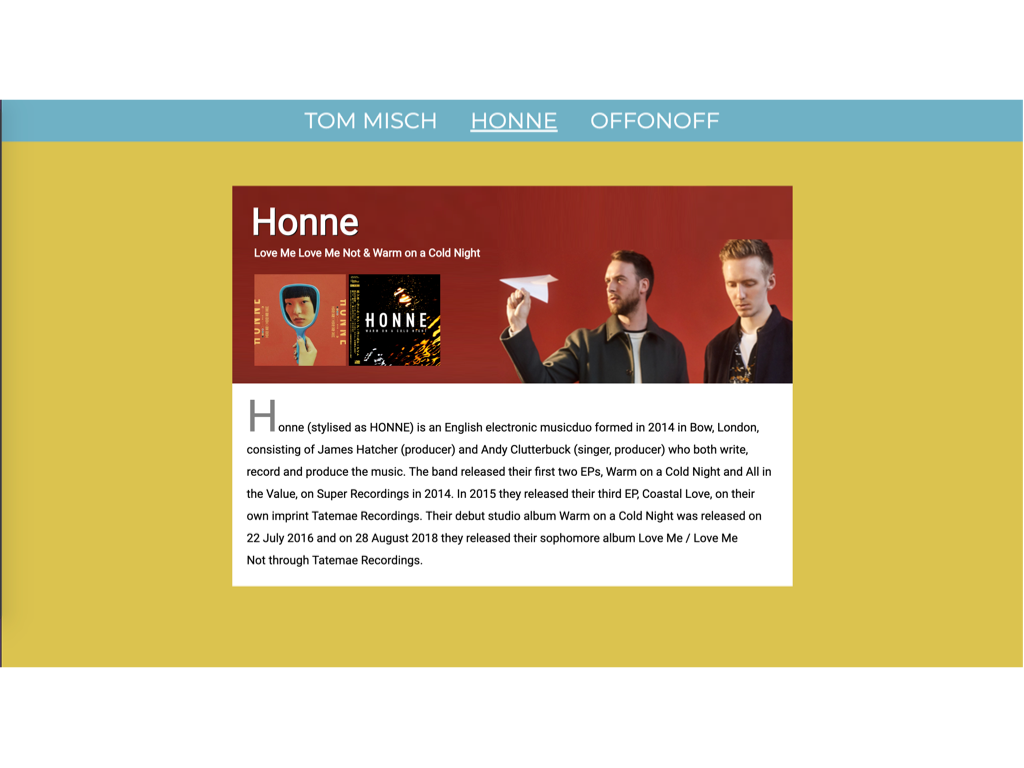 TOM MISCH HONNE OFFONOFF
Honne
Love Me Love Me Not & Warm on a Cold Night
HONNE
HONNE
HONNE
WARM ON A COLD NIGHT
Honne (stylised as HONNE) is an English electronic musicduo formed in 2014 in Bow, London,
consisting of James Hatcher (producer) and Andy Clutterbuck (singer, producer) who both write,
record and produce the music. The band released their first two EPs, Warm on a Cold Night and All in
the Value, on Super Recordings in 2014. In 2015 they released their third EP, Coastal Love, on their
own imprint Tatemae Recordings. Their debut studio album Warm on a Cold Night was released on
22 July 2016 and on 28 August 2018 they released their sophomore album Love Me / Love Me
Not through Tatemae Recordings.